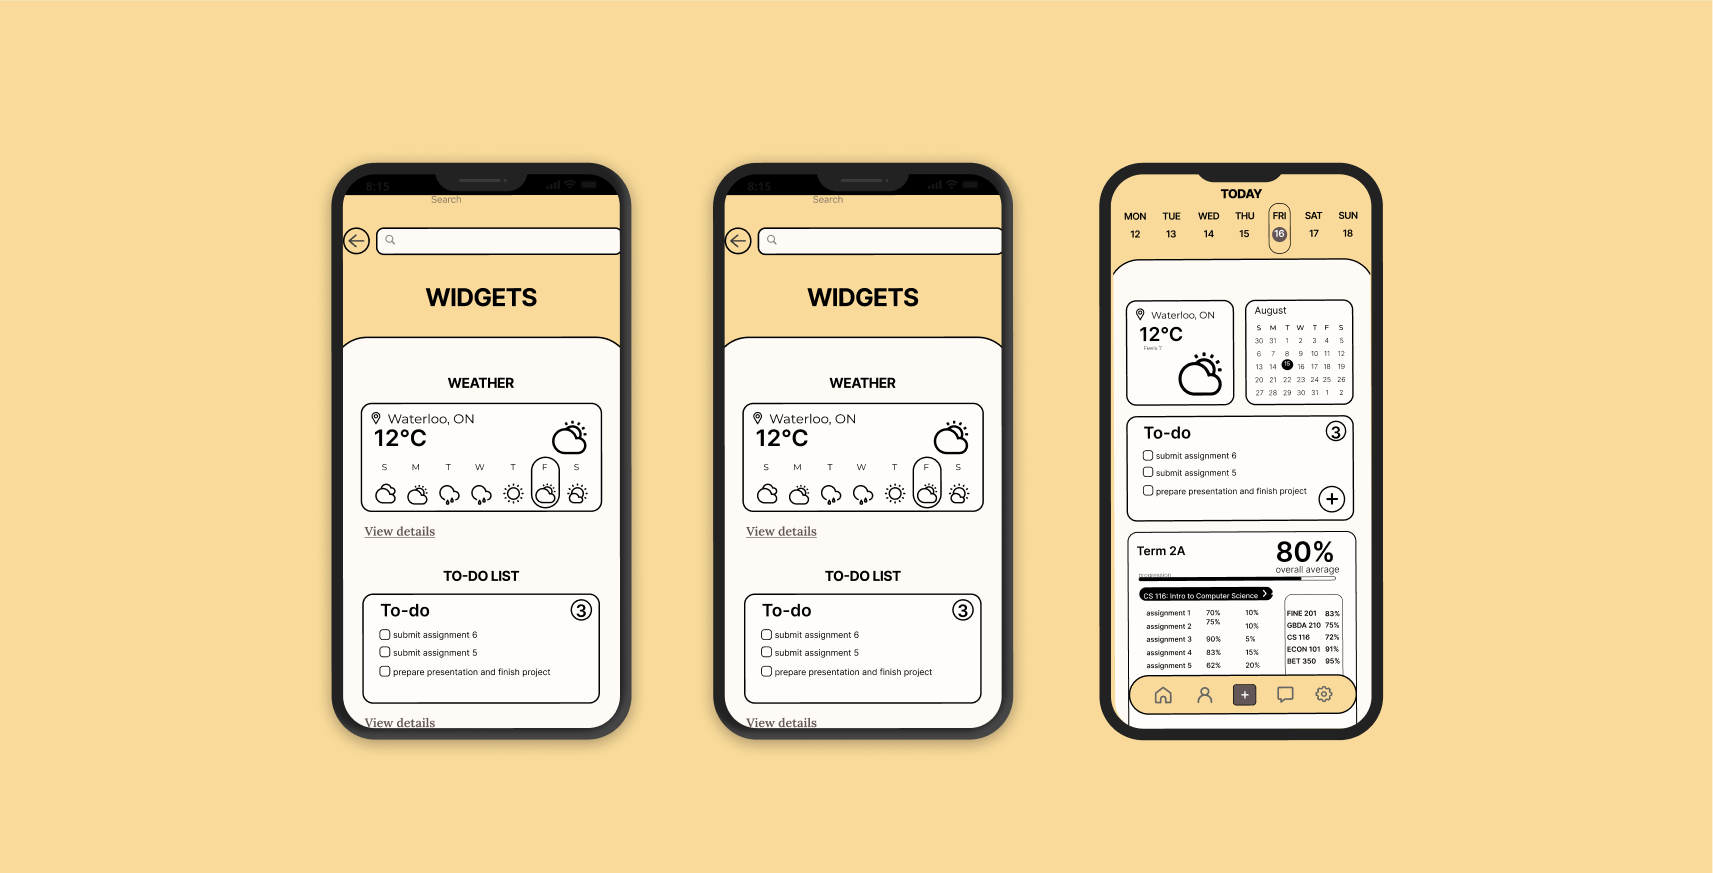 8:15
Search
WIDGETS
WEATHER
Waterloo, ON
12°C
S M T W T F S
View details
TO-DO LIST
To-do 3
submit assignment 6
submit assignment 5
prepare presentation and finish project
View details
8:15
Search
WIDGETS
WEATHER
Waterloo, ON
12°C
S M T W T F S
View details
TO-DO LIST
To-do 3
submit assignment 6
submit assignment 5
prepare presentation and finish project
View details
TODAY
MON TUE WED THU FRI SAT SUN
12 13 14 15 16 17 18
Waterloo, ON
12°C
Feels 7
August
S M T W T F S
30 31 1 2 3 4 5
6 7 8 9 10 11 12
13 14 15 16 17 18 19
20 21 22 23 24 25 26
27 28 29 30 31 1 2
To-do 3
submit assignment 6
submit assignment 5
prepare presentation and finish project
Term 2A
80%
overall average
progression
CS 116: Intro to Computer Science
assignment 1 70% 10%
assignment 2 75% 10%
assignment 3 90% 5%
assignment 4 83% 15%
assignment 5 62% 20%
FINE 201 83%
GBDA 210 75%
CS 116 72%
ECON 101 91%
BET 350 95%